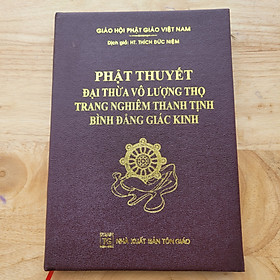 GIÁO HỘI PHẬT GIÁO VIỆT NAM
Dịch giả: HT. THÍCH ĐỨC NIỆM
PHẬT THUYẾT
ĐẠI THỪA VÔ LƯỢNG THỌ
TRANG NGHIÊM THANH TỊNH
BÌNH ĐẲNG GIÁC KINH
NHÀ XUẤT BẢN TÔN GIÁO